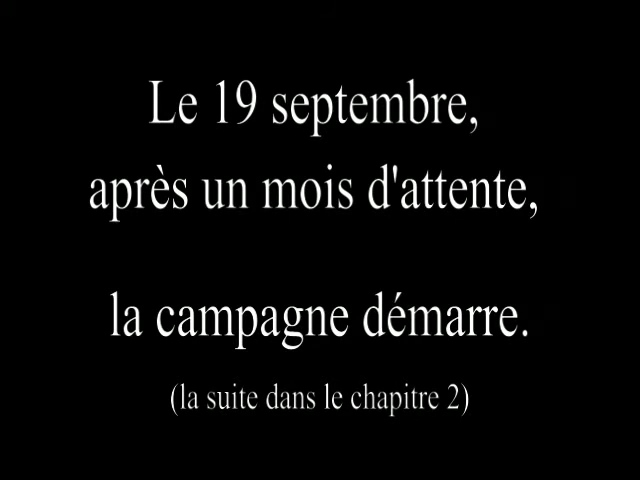 Le 19 septembre,
après un mois d'attente,
la campagne démarre.
(la suite dans le chapitre 2)